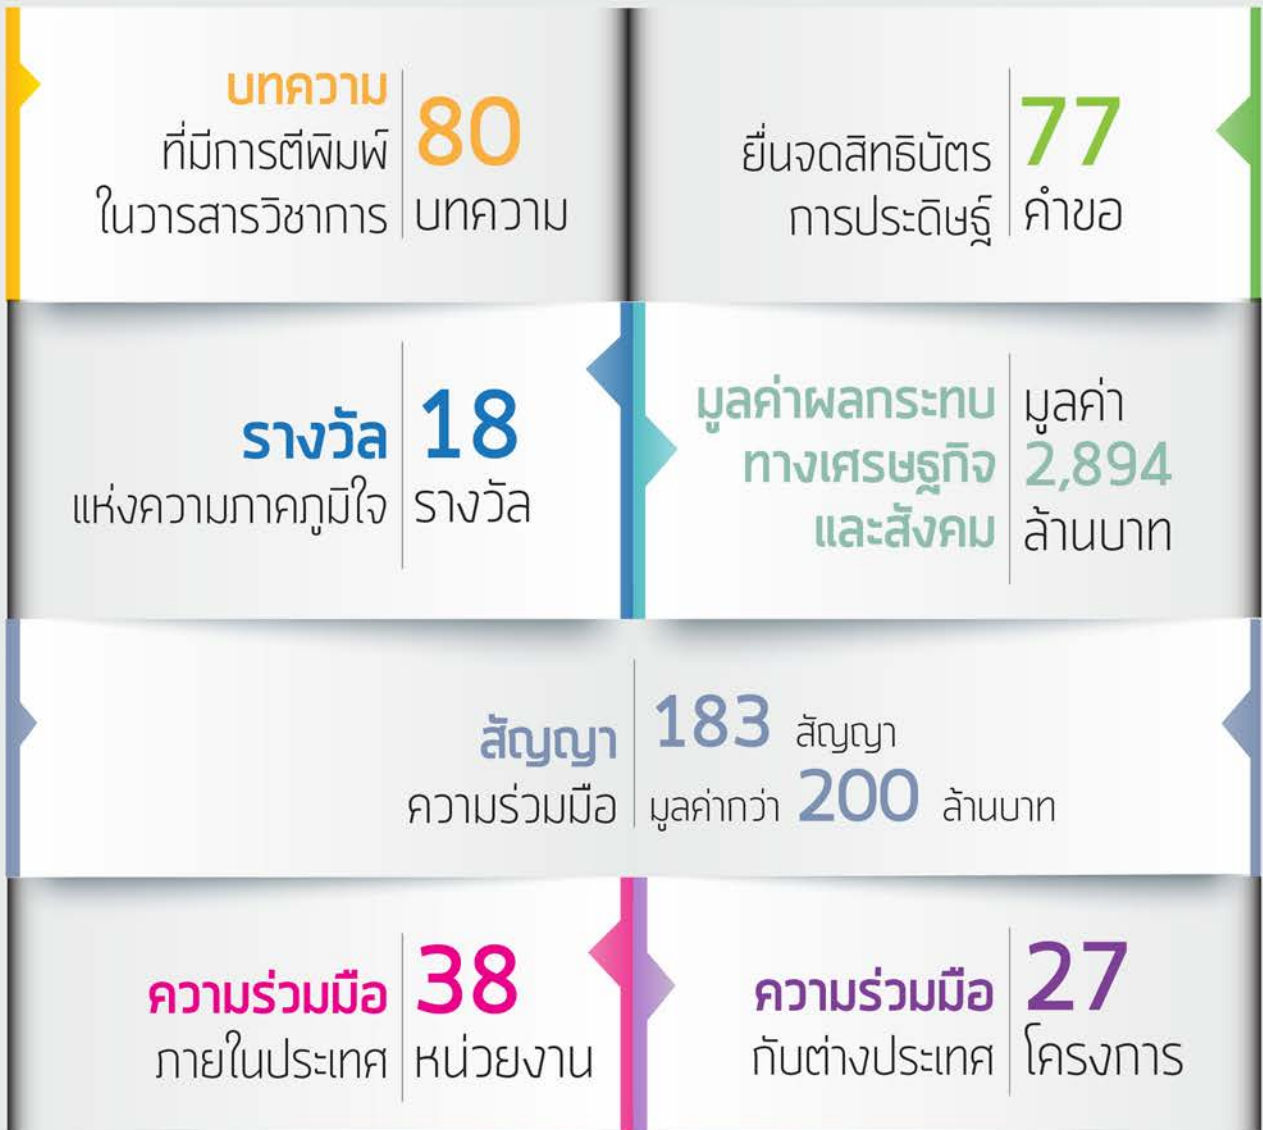 บทความ
ที่มีการตีพิมพ์
ในวารสารวิชาการ
80
บทความ
ยื่นจดสิทธิบัตร
การประดิษฐ์
77
คำขอ
รางวัล
แห่งความภาคภูมิใจ
18
รางวัล
มูลค่าผลกระทบ
ทางเศรษฐกิจ
และสังคม
มูลค่า
2,894
ล้านบาท
สัญญา
ความร่วมมือ
183 สัญญา
มูลค่ากว่า 200 ล้านบาท
ความร่วมมือ
ภายในประเทศ
38
หน่วยงาน
ความร่วมมือ
กับต่างประเทศ
27
โครงการ